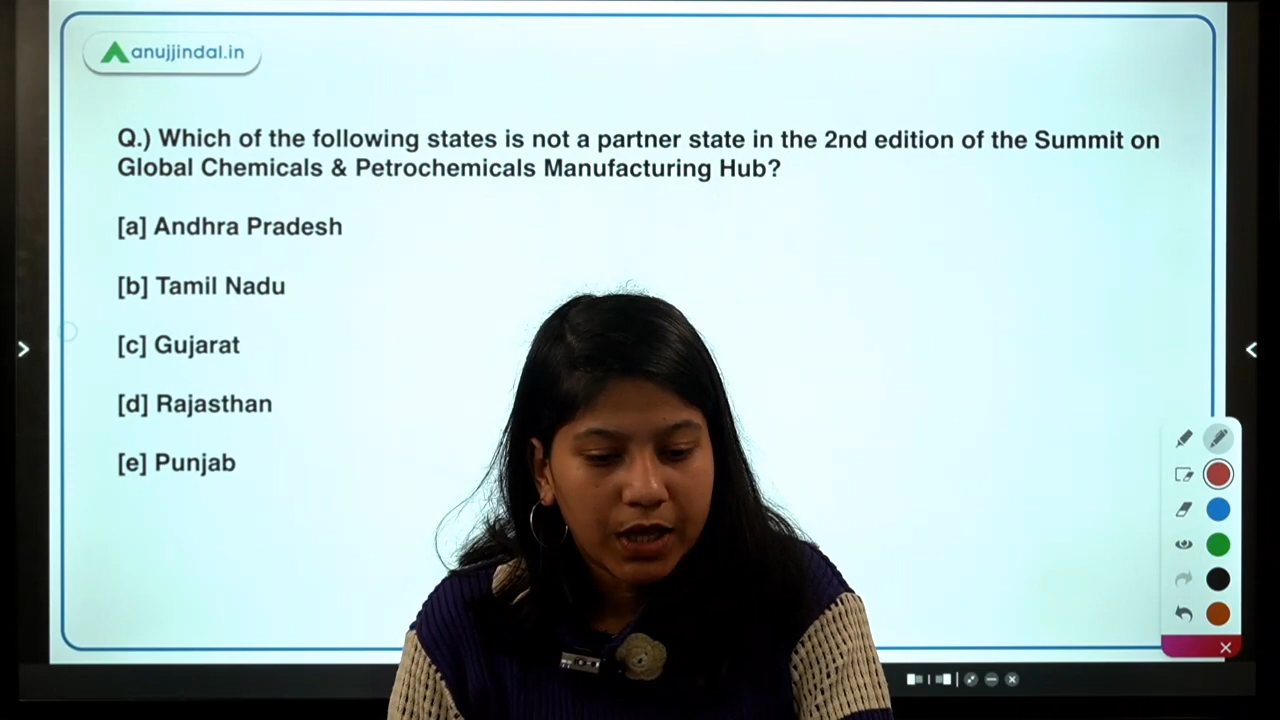 anujjindal.in
Q.) Which of the following states is not a partner state in the 2nd edition of the Summit on
Global Chemicals & Petrochemicals Manufacturing Hub?
[a] Andhra Pradesh
[b] Tamil Nadu
[c] Gujarat
[d] Rajasthan
[e] Punjab